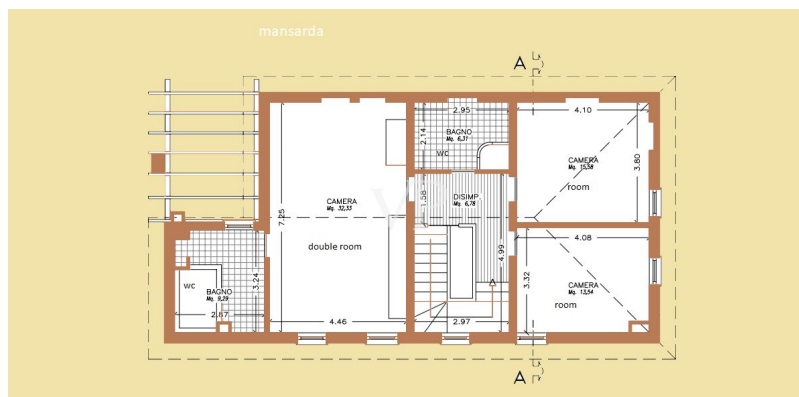 mansarda
A
2.95
4.10
2.14
BAGNO
Mq. 6,31
WC
CAMERA
Mq. 15,58
room
3.80
CAMERA
Mq. 32,33
double room
7.25
4.46
1.58
DISIMP.
Mq. 6,78
4.99
2.97
4.08
3.32
CAMERA
Mq. 13,54
room
WC
BAGNO
Mq. 9,29
2.87
3.24
A